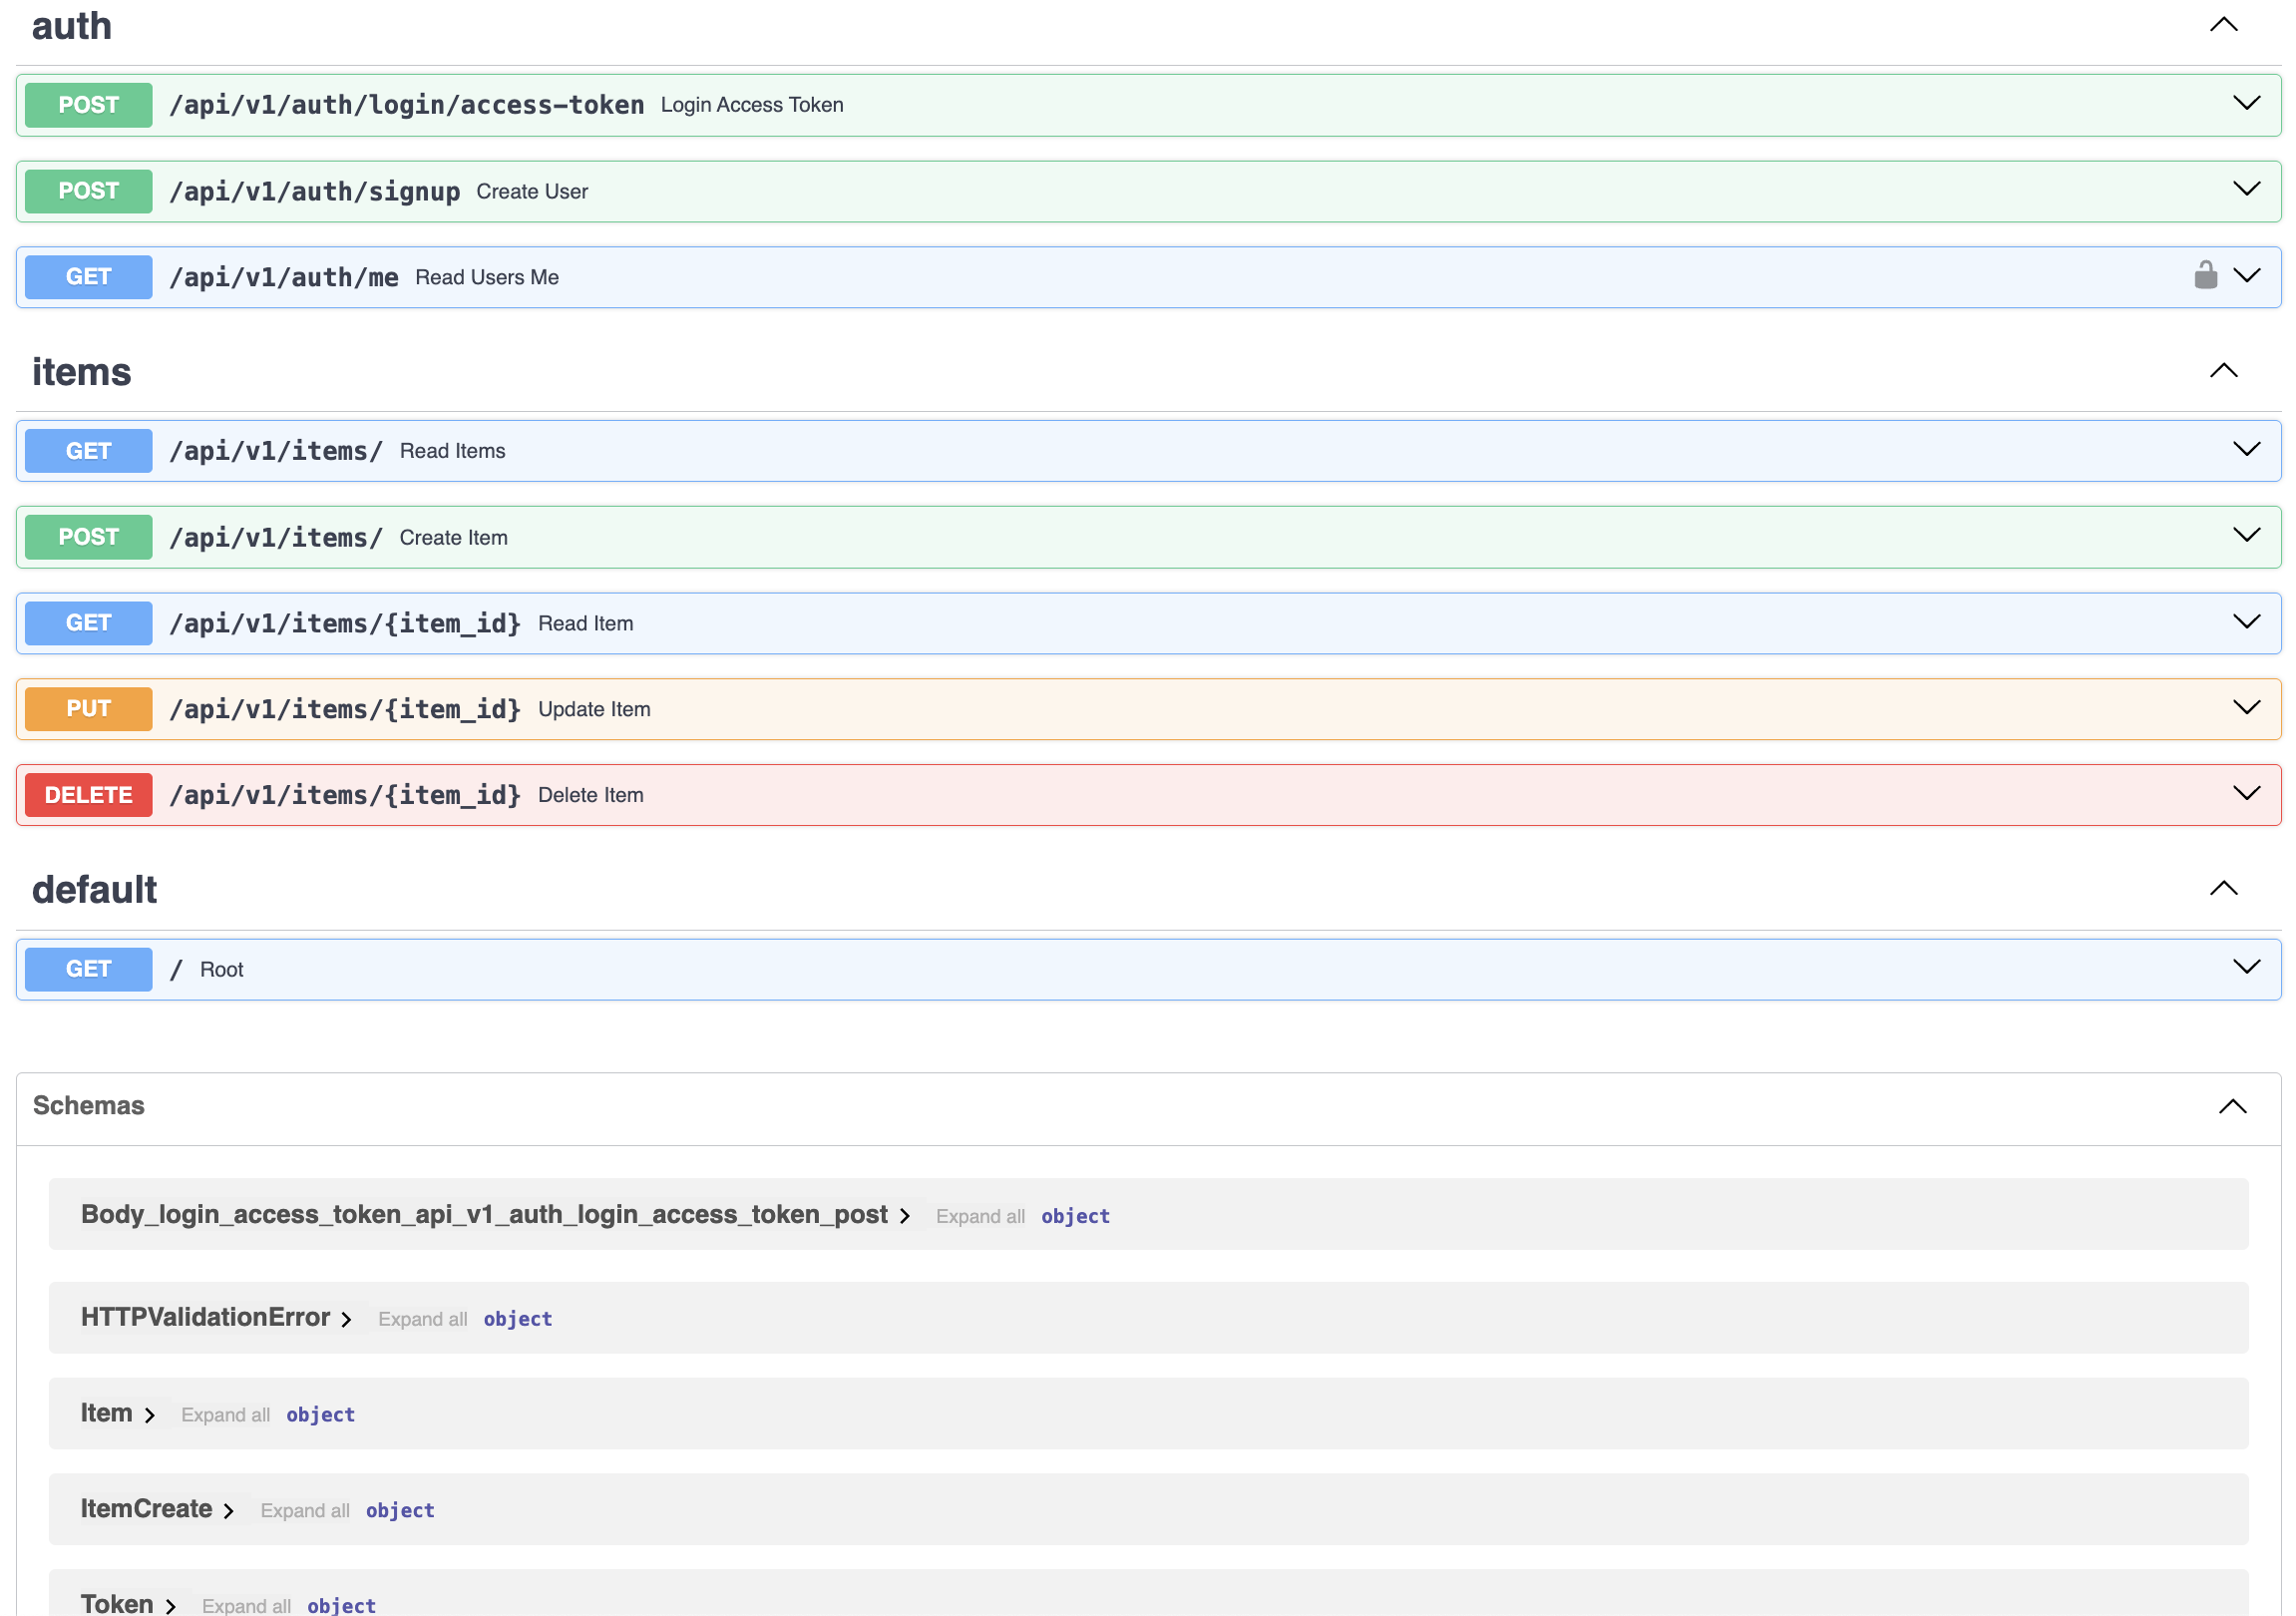 auth
POST /api/v1/auth/login/access-token Login Access Token
POST /api/v1/auth/signup Create User
GET /api/v1/auth/me Read Users Me
items
GET /api/v1/items/ Read Items
POST /api/v1/items/ Create Item
GET /api/v1/items/{item_id} Read Item
PUT /api/v1/items/{item_id} Update Item
DELETE /api/v1/items/{item_id} Delete Item
default
GET / Root
Schemas
Body_login_access_token_api_v1_auth_login_access_token_post Expand all object
HTTPValidationError Expand all object
Item Expand all object
ItemCreate Expand all object
Token Expand all object